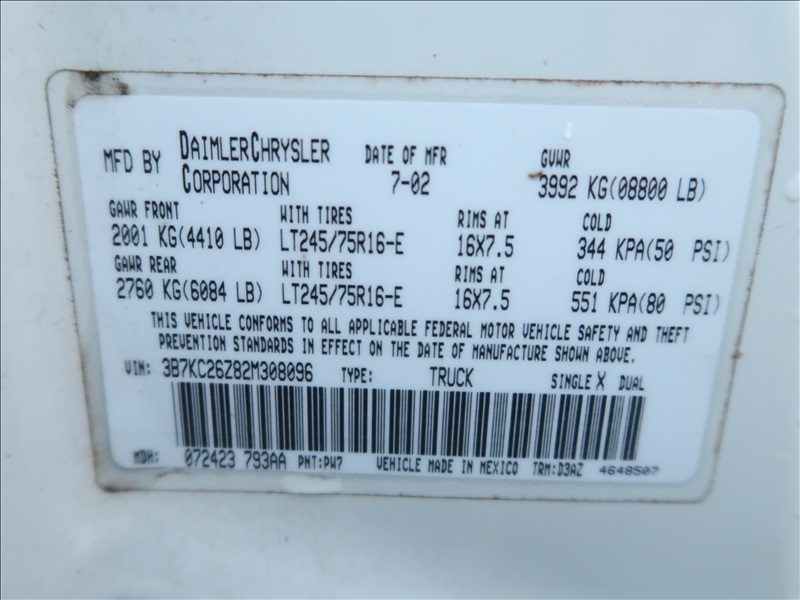 MFD BY DAIMLERCHRYSLER CORPORATION DATE OF MFR 7-02 GVWR 3992 KG(08800 LB)
GAWR FRONT WITH TIRES RIMS AT COLD
2001 KG(4410 LB) LT245/75R16-E 16X7.5 344 KPA(50 PSI)
GAWR REAR WITH TIRES RIMS AT COLD
2760 KG(6084 LB) LT245/75R16-E 16X7.5 551 KPA(80 PSI)
THIS VEHICLE CONFORMS TO ALL APPLICABLE FEDERAL MOTOR VEHICLE SAFETY AND THEFT
PREVENTION STANDARDS IN EFFECT ON THE DATE OF MANUFACTURE SHOWN ABOVE.
VIN: 3B7KC26Z82M308096 TYPE: TRUCK SINGLE X DUAL
MDH: 072423 793AA PNT:PW7 VEHICLE MADE IN MEXICO TRM:D3AZ 4648507